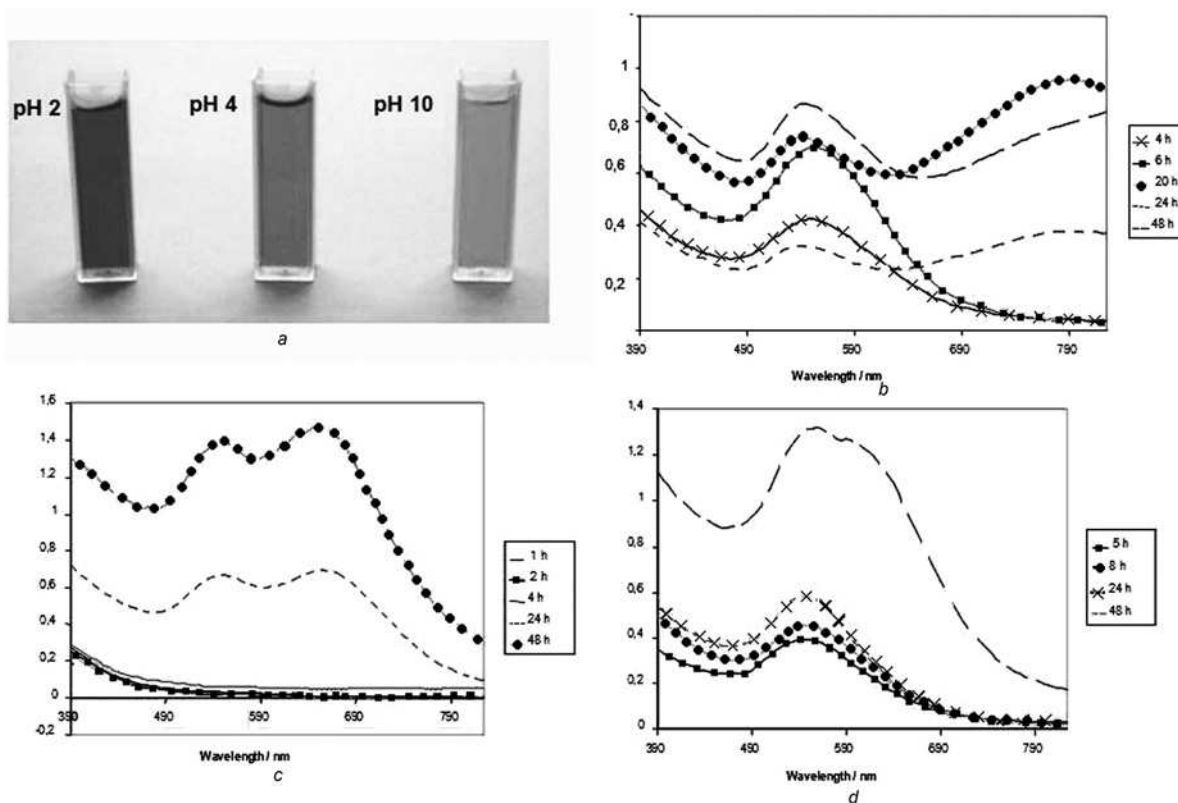 pH 2
pH 4
pH 10
a
1
0,8
0,6
0,4
0,2
390 490 590 690 790
Wavelength / nm
b
4 h
6 h
20 h
24 h
48 h
1,6
1,4
1,2
1
0,8
0,6
0,4
0,2
0
-0,2
390 490 590 690 790
Wavelength / nm
c
1 h
2 h
4 h
24 h
48 h
1,4
1,2
1
0,8
0,6
0,4
0,2
0
390 490 590 690 790
Wavelength / nm
d
5 h
8 h
24 h
48 h